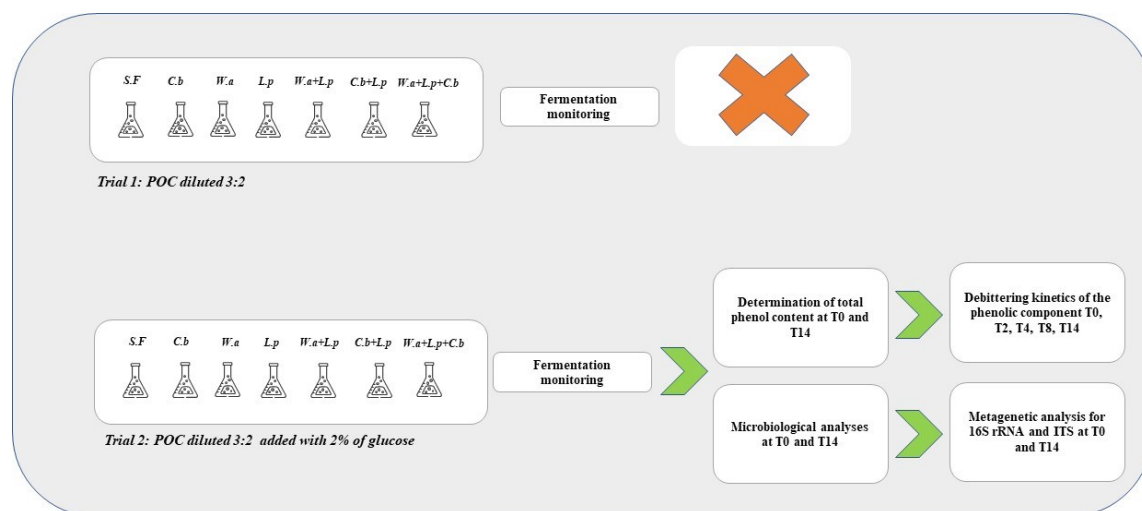 S.F C.b W.a L.p W.a+L.p C.b+L.p W.a+L.p+C.b
Fermentation
monitoring
Trial 1: POC diluted 3:2
S.F C.b W.a L.p W.a+L.p C.b+L.p W.a+L.p+C.b
Fermentation
monitoring
Trial 2: POC diluted 3:2 added with 2% of glucose
Determination of total
phenol content at T0 and
T14
Debittering kinetics of the
phenolic component T0,
T2, T4, T8, T14
Microbiological analyses
at T0 and T14
Metagenetic analysis for
16S rRNA and ITS at T0
and T14